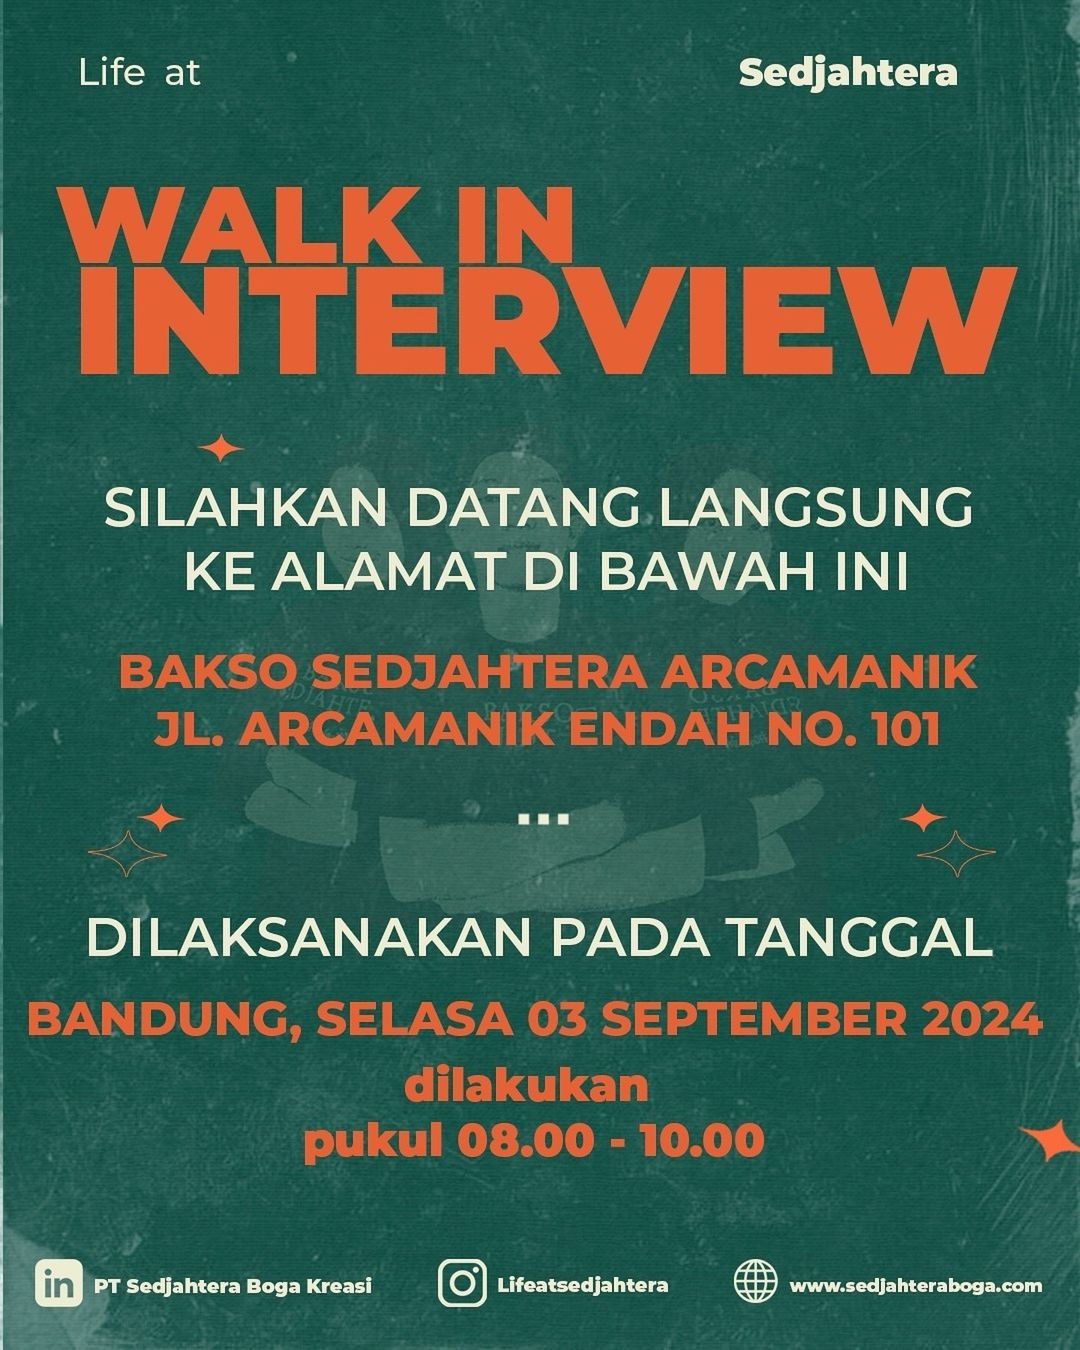 Life at
Sedjahtera
WALK IN
INTERVIEW
SILAHKAN DATANG LANGSUNG
KE ALAMAT DI BAWAH INI
BAKSO SEDJAHTERA ARCAMANIK
JL. ARCAMANIK ENDAH NO. 101
...
DILAKSANAKAN PADA TANGGAL
BANDUNG, SELASA 03 SEPTEMBER 2024
dilakukan
pukul 08.00 - 10.00
in PT Sedjahtera Boga Kreasi
Lifeatsedjahtera
www.sedjahteraboga.com